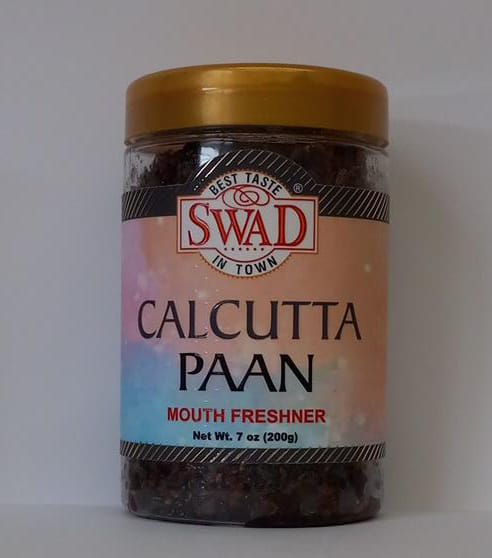 BEST TASTE
SWAD®
IN TOWN
CALCUTTA
PAAN
MOUTH FRESHNER
Net Wt. 7 oz (200g)